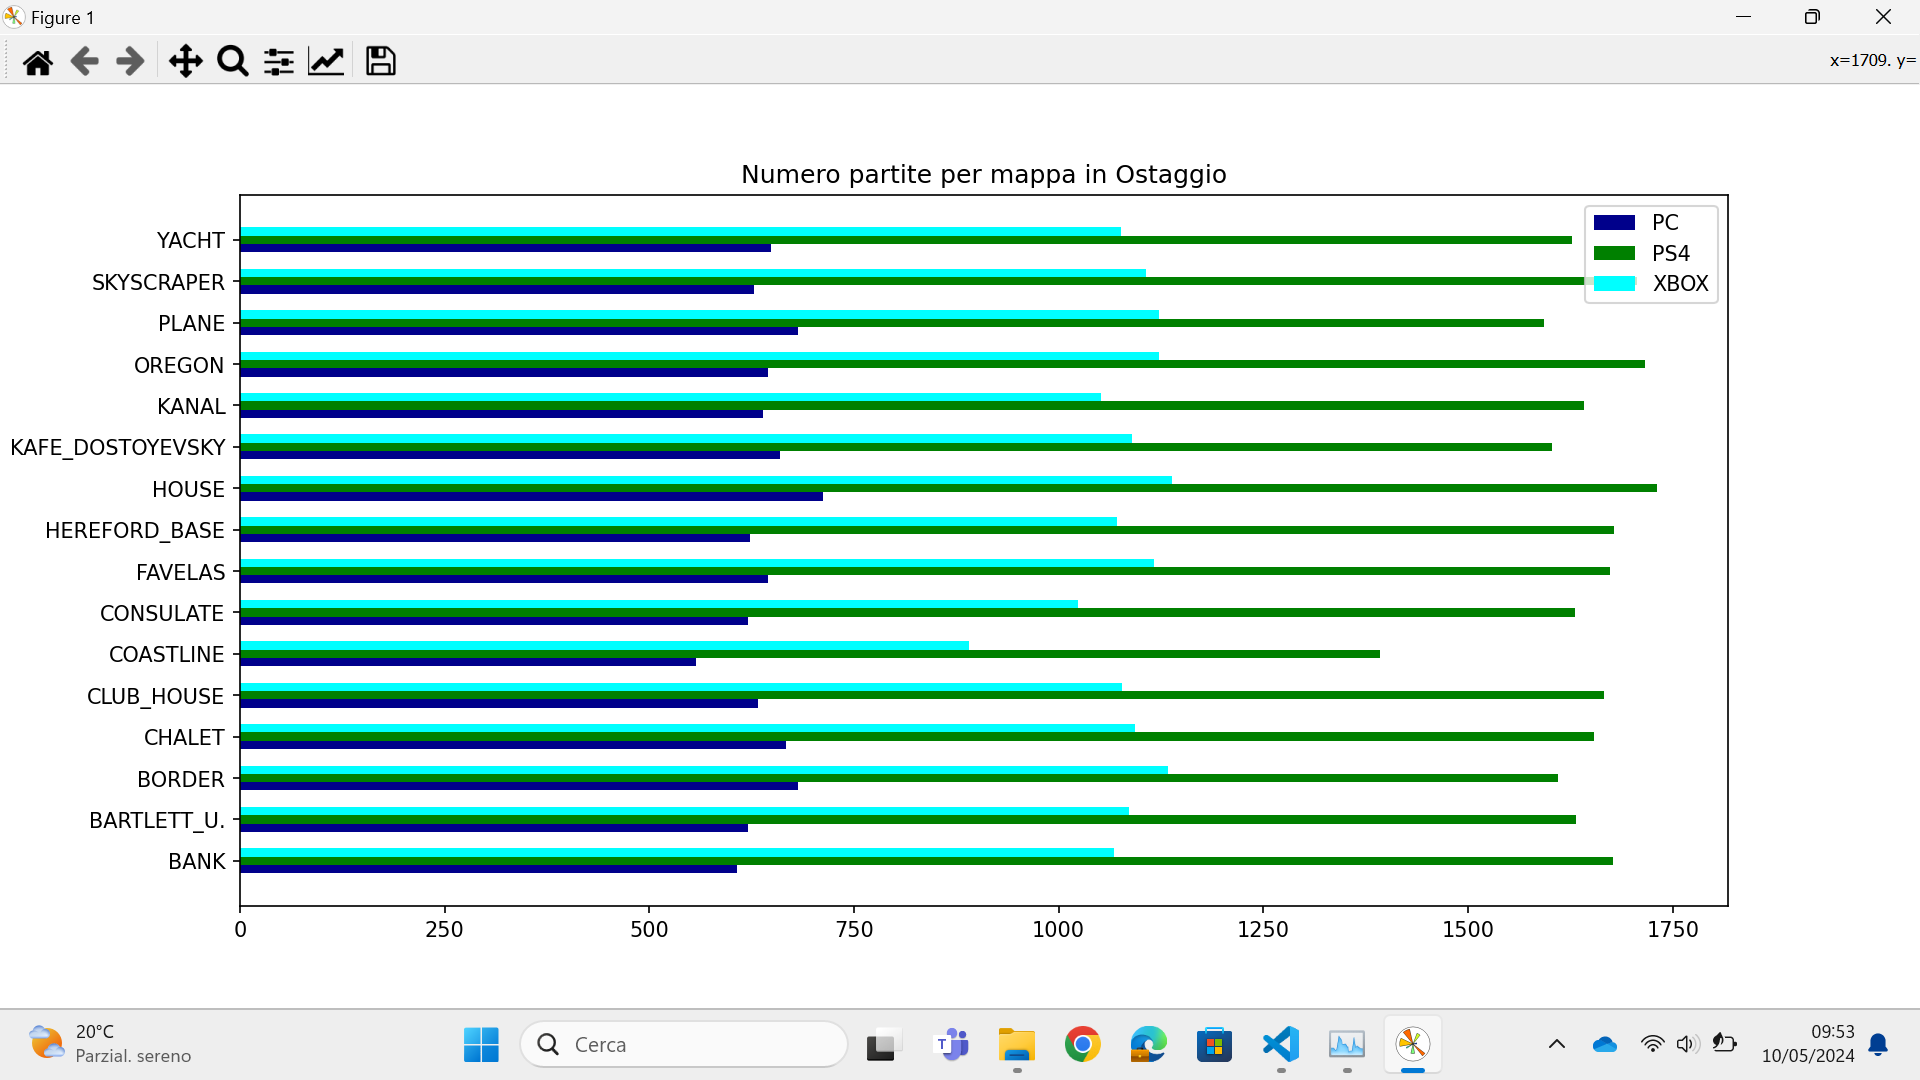 Figure 1
x=1709. y=
Numero partite per mappa in Ostaggio
PC
PS4
XBOX
YACHT
SKYSCRAPER
PLANE
OREGON
KANAL
KAFE_DOSTOYEVSKY
HOUSE
HEREFORD_BASE
FAVELAS
CONSULATE
COASTLINE
CLUB_HOUSE
CHALET
BORDER
BARTLETT_U.
BANK
0 250 500 750 1000 1250 1500 1750
20°C
Parzial. sereno
Cerca
T
09:53
10/05/2024